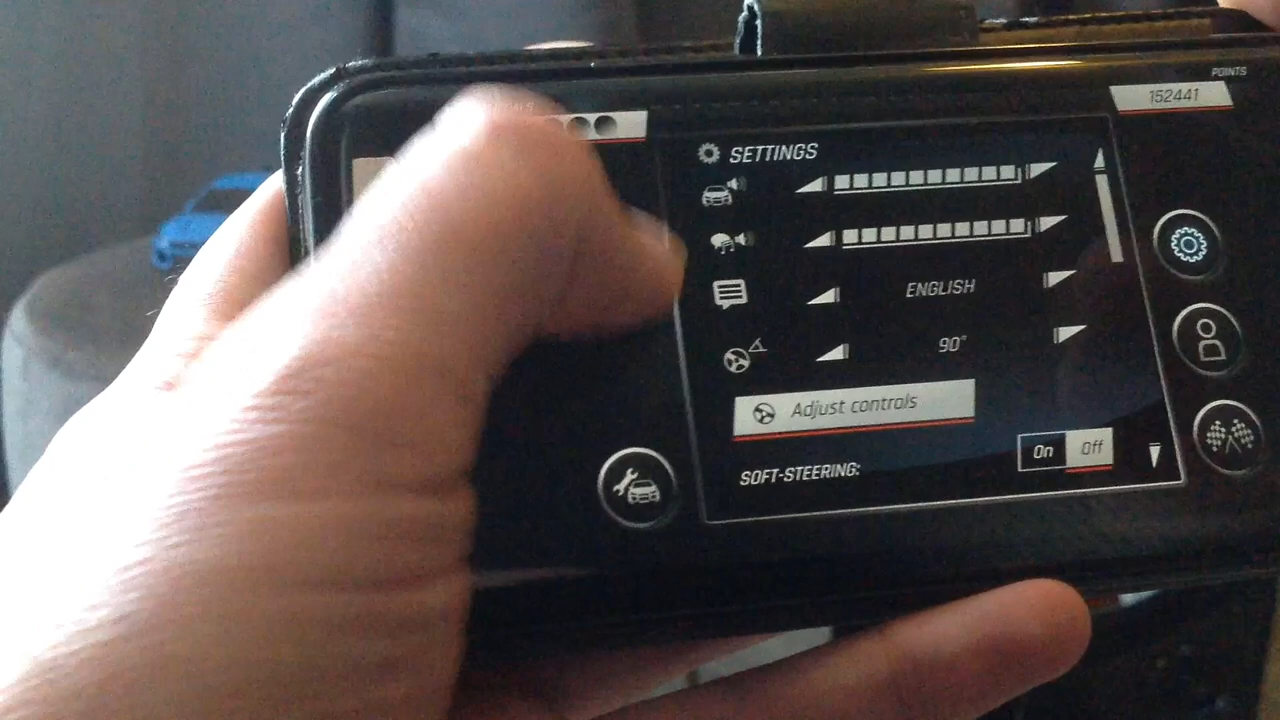 POINTS
152441
SETTINGS
ENGLISH
90°
Adjust controls
SOFT-STEERING:
On Off